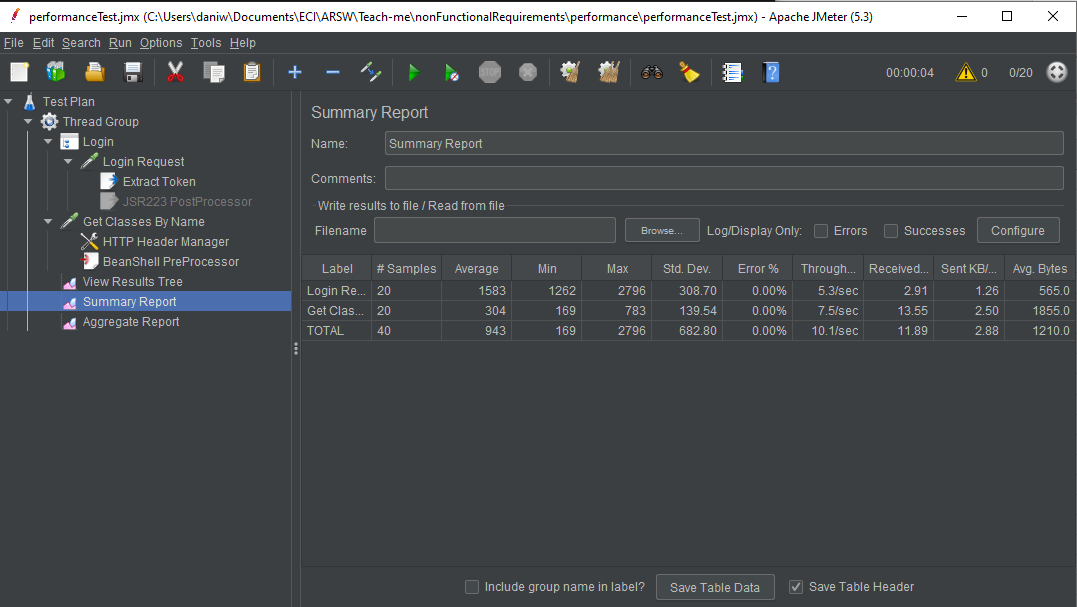 performanceTest.jmx (C:\Users\daniw\Documents\ECI\ARSW\Teach-me\nonFunctionalRequirements\performance\performanceTest.jmx) - Apache JMeter (5.3)
File Edit Search Run Options Tools Help
STOP 00:00:04 0 0/20
Test Plan
Thread Group
Login
Login Request
Extract Token
JSR223 PostProcessor
Get Classes By Name
HTTP Header Manager
BeanShell PreProcessor
View Results Tree
Summary Report
Aggregate Report
Summary Report
Name: Summary Report
Comments:
Write results to file / Read from file
Filename Browse... Log/Display Only: Errors Successes Configure
Label # Samples Average Min Max Std. Dev. Error % Through... Received... Sent KB/... Avg. Bytes
Login Re... 20 1583 1262 2796 308.70 0.00% 5.3/sec 2.91 1.26 565.0
Get Clas... 20 304 169 783 139.54 0.00% 7.5/sec 13.55 2.50 1855.0
TOTAL 40 943 169 2796 682.80 0.00% 10.1/sec 11.89 2.88 1210.0
Include group name in label? Save Table Data Save Table Header